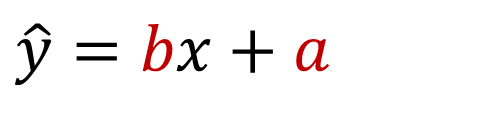 ŷ = bx + a